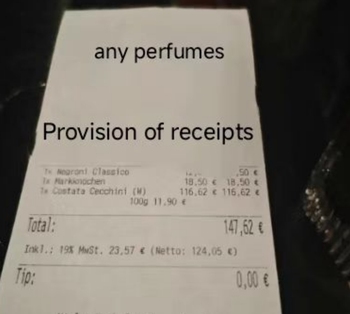 any perfumes
Provision of receipts
1x Negroni Classico ,50 €
1x Markknochen 18,50 € 18,50 €
1x Costata Cecchini (W) 116,62 € 116,62 €
100g 11,90 €
Total: 147,62 €
Inkl.: 19% MwSt. 23,57 € (Netto: 124,05 €)
Tip: 0,00 €